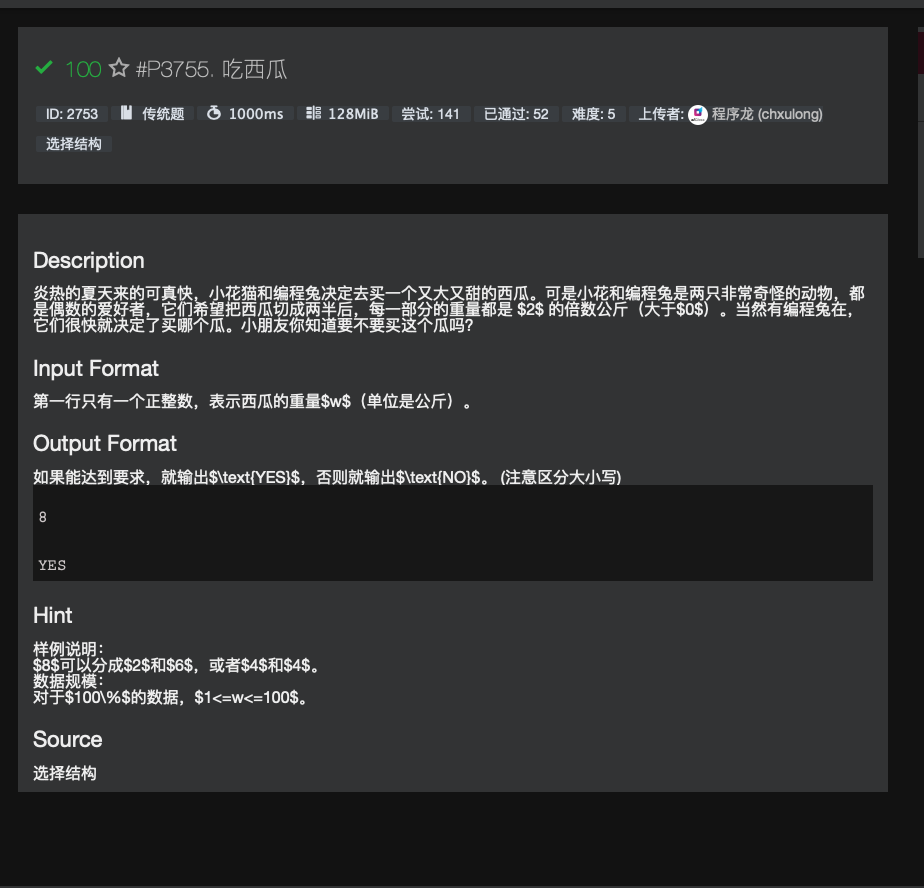 100 #P3755. 吃西瓜
ID: 2753 传统题 1000ms 128MiB 尝试: 141 已通过: 52 难度: 5 上传者: 程序龙 (chxulong)
选择结构
Description
炎热的夏天来的可真快，小花猫和编程兔决定去买一个又大又甜的西瓜。可是小花和编程兔是两只非常奇怪的动物，都
是偶数的爱好者，它们希望把西瓜切成两半后，每一部分的重量都是 $2$ 的倍数公斤（大于$0$）。当然有编程兔在，
它们很快就决定了买哪个瓜。小朋友你知道要不要买这个瓜吗？
Input Format
第一行只有一个正整数，表示西瓜的重量$w$（单位是公斤）。
Output Format
如果能达到要求，就输出$\text{YES}$，否则就输出$\text{NO}$。 (注意区分大小写)
8
YES
Hint
样例说明：
$8$可以分成$2$和$6$，或者$4$和$4$。
数据规模：
对于$100\%$的数据，$1<=w<=100$。
Source
选择结构